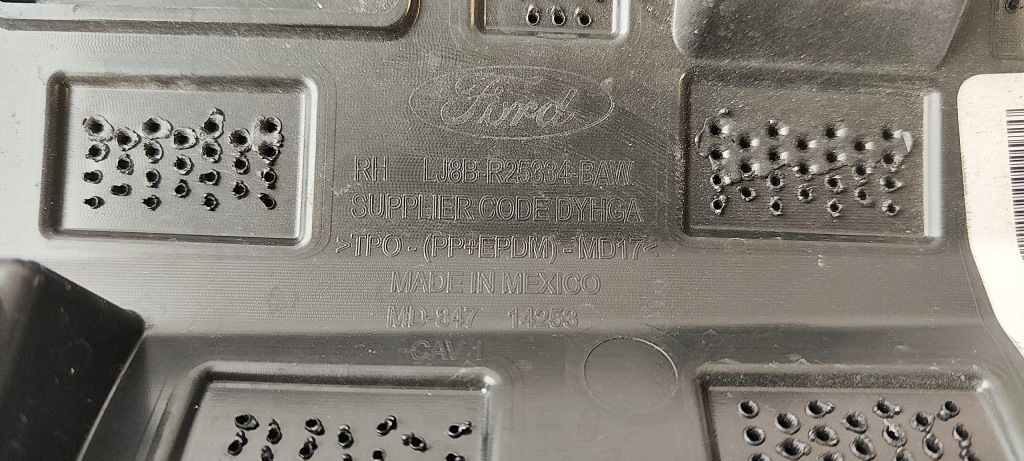 Ford
RH LJ8B-R25334-BAW
SUPPLIER CODE DYHGA
>TPO - (PP+EPDM) - MD17<
MADE IN MEXICO
MD-847 14253
CAV 1